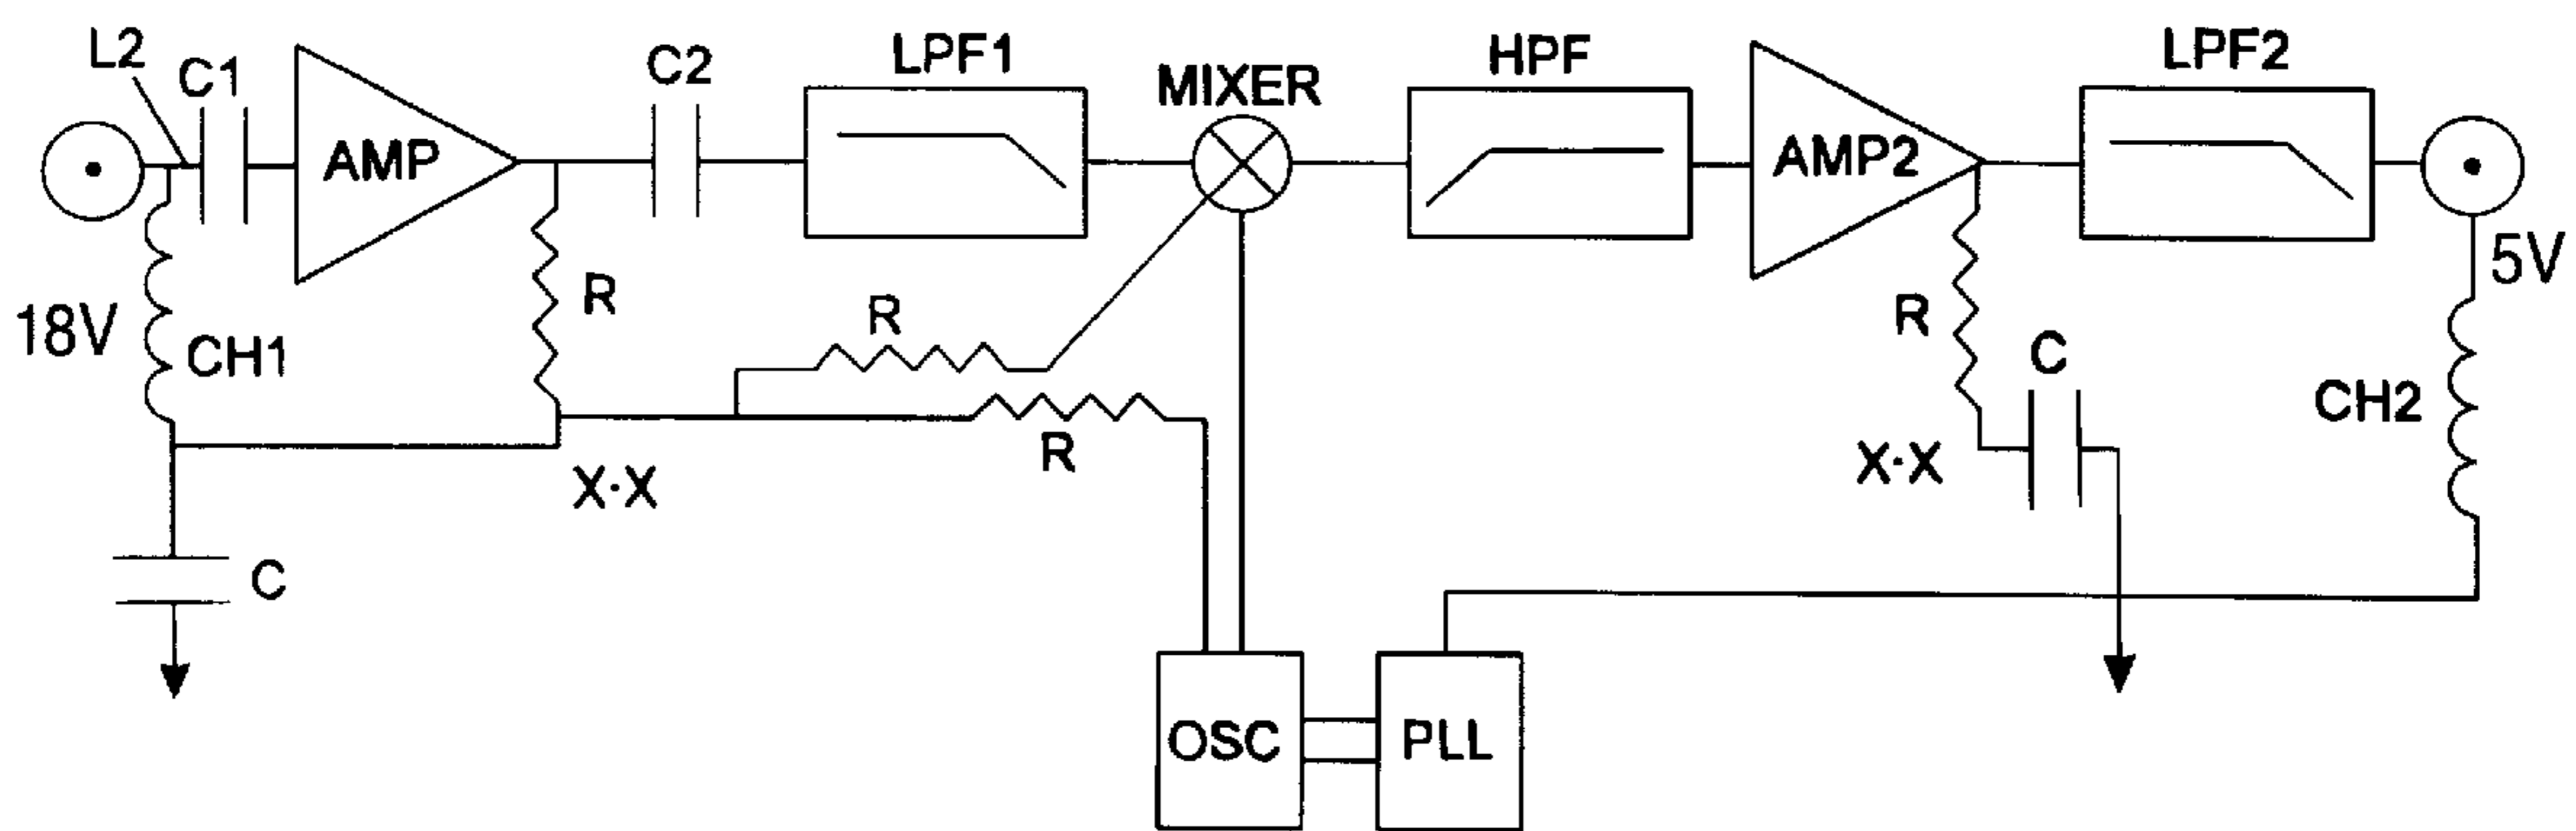 L2
C1
AMP
C2
LPF1
MIXER
HPF
AMP2
LPF2
18V
CH1
R
R
R
X·X
C
R
C
X·X
5V
CH2
OSC
PLL